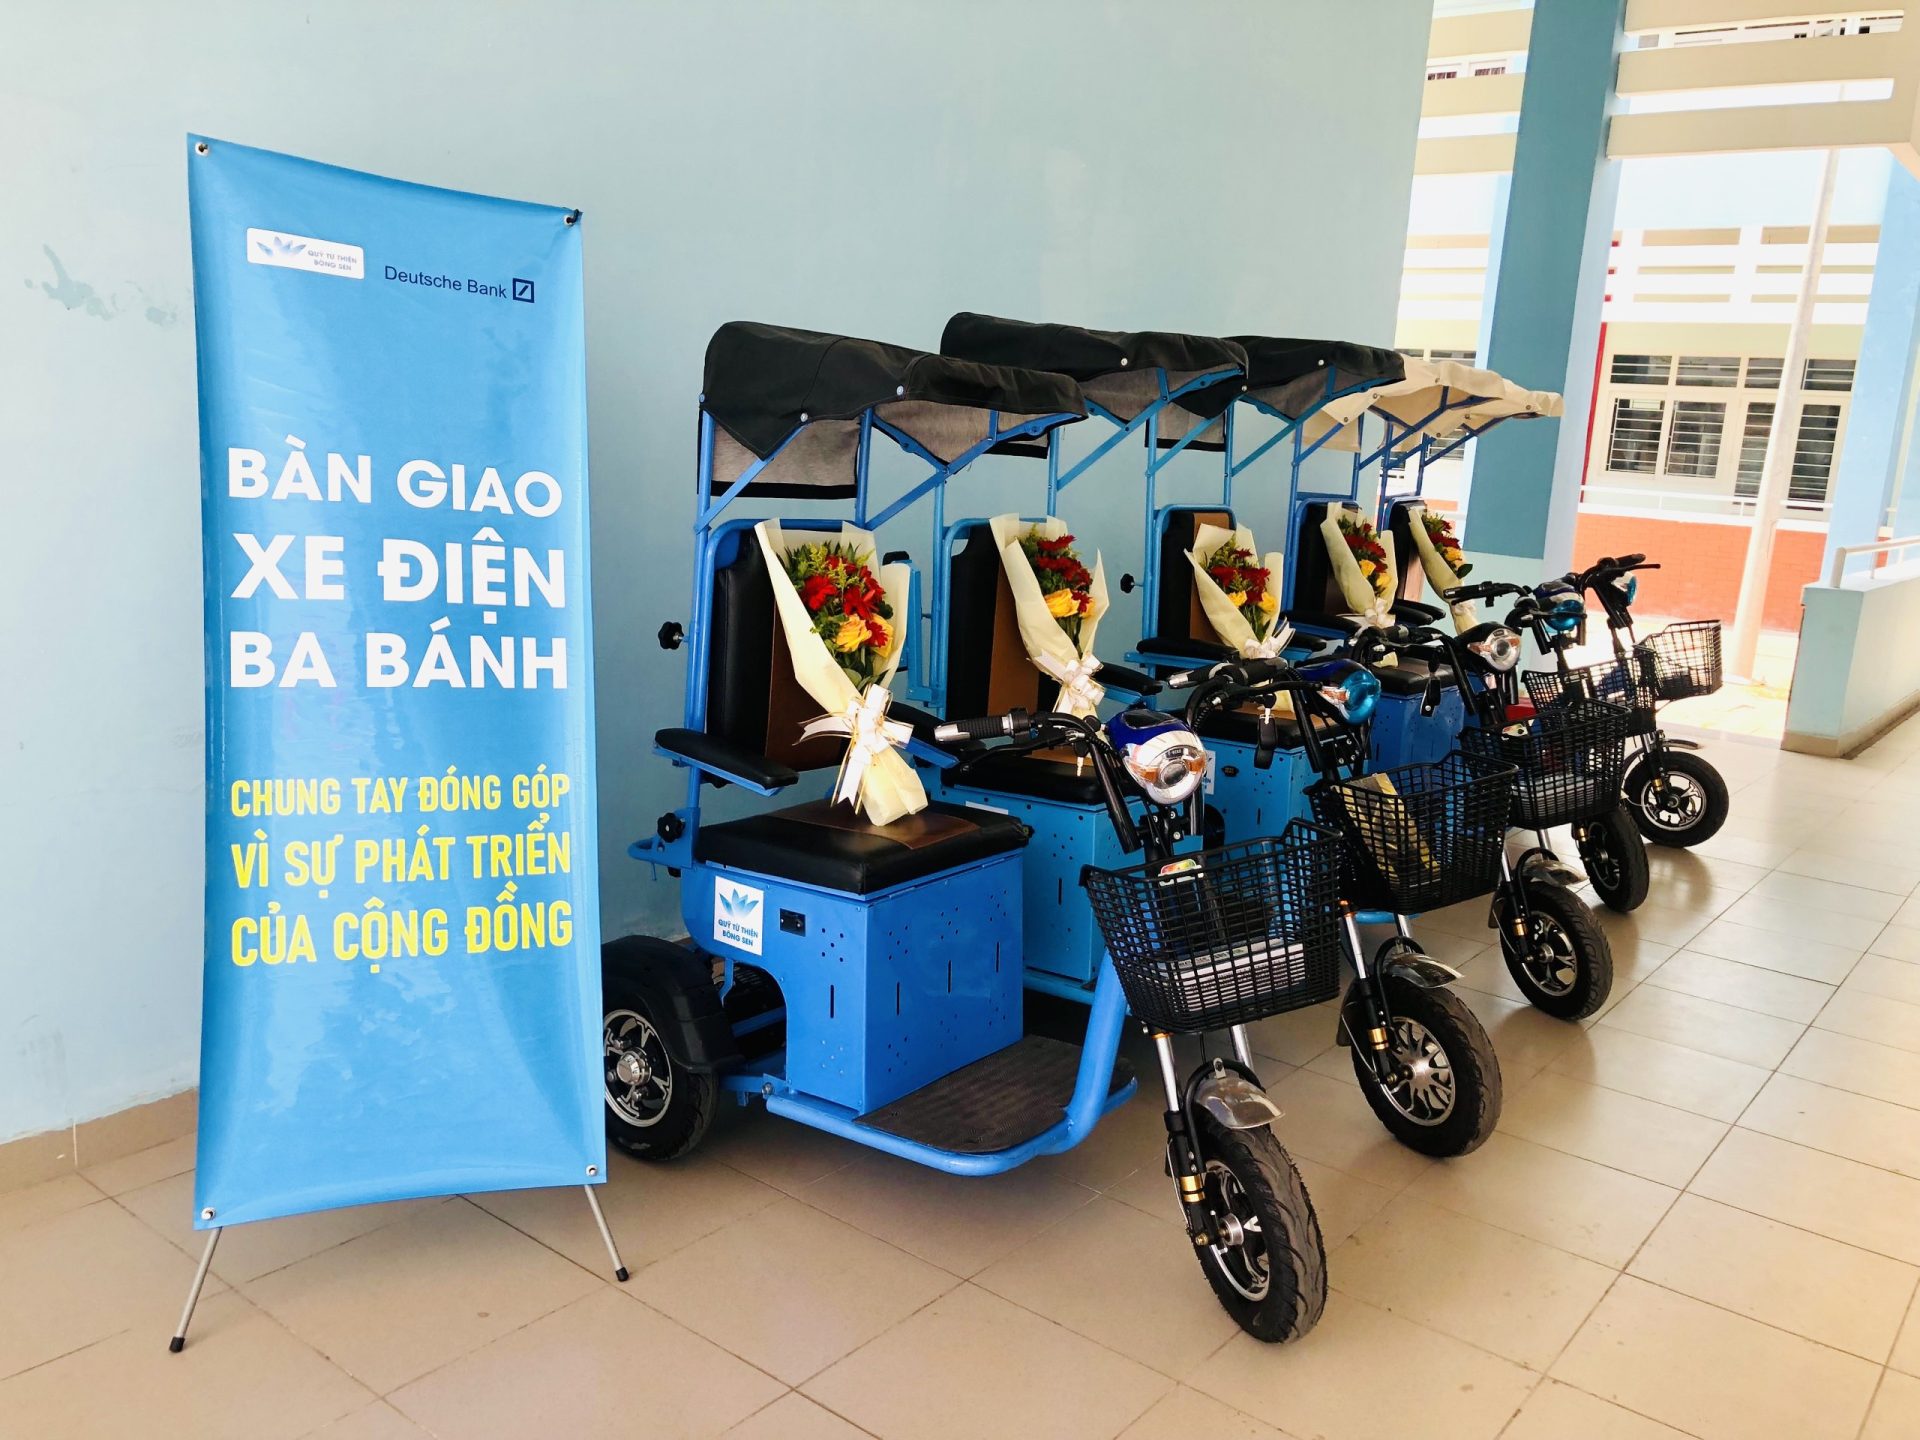 QUỸ TỪ THIỆN
BÔNG SEN
Deutsche Bank
BÀN GIAO
XE ĐIỆN
BA BÁNH
CHUNG TAY ĐÓNG GÓP
VÌ SỰ PHÁT TRIỂN
CỦA CỘNG ĐỒNG
QUỸ TỪ THIỆN
BÔNG SEN